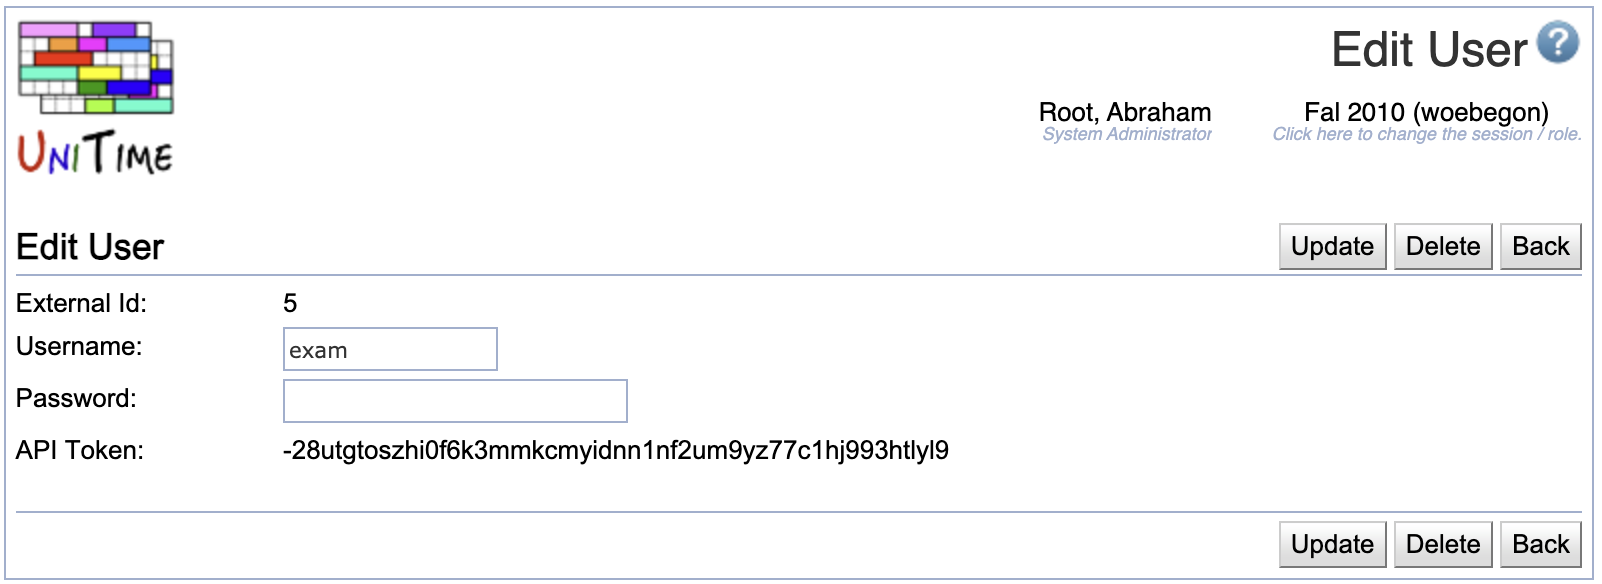 UNITIME
Edit User ?
Root, Abraham
System Administrator
Fal 2010 (woebegon)
Click here to change the session / role.
Edit User
Update Delete Back
External Id: 5
Username: exam
Password:
API Token: -28utgtoszhi0f6k3mmkcmyidnn1nf2um9yz77c1hj993htlyl9
Update Delete Back